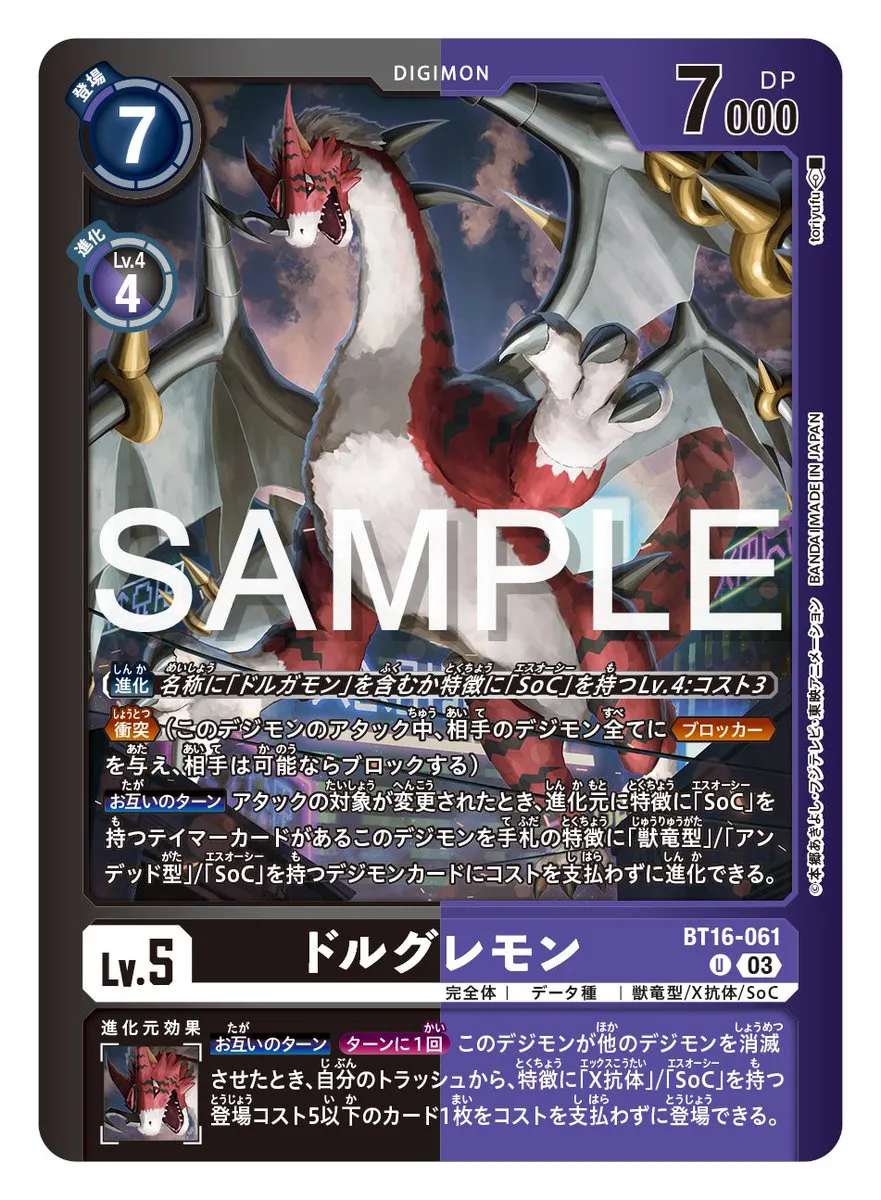 DIGIMON
登場
7
7000
DP
進化
Lv.4
4
toriyufu
BANDAI MADE IN JAPAN
©本郷あきよし・フジテレビ・東映アニメーション
SAMPLE
進化 名称に「ドルガモン」を含むか特徴に「SoC」を持つLv.4:コスト3
衝突 (このデジモンのアタック中、相手のデジモン全てに ブロッカー
を与え、相手は可能ならブロックする)
お互いのターン アタックの対象が変更されたとき、進化元に特徴に「SoC」を
持つテイマーカードがあるこのデジモンを手札の特徴に「獣竜型」/「アン
デッド型」/「SoC」を持つデジモンカードにコストを支払わずに進化できる。
Lv.5
ドルグレモン
BT16-061
U 03
完全体 | データ種 | 獣竜型/X抗体/SoC
進化元効果
お互いのターン ターンに1回 このデジモンが他のデジモンを消滅
させたとき、自分のトラッシュから、特徴に「X抗体」/「SoC」を持つ
登場コスト5以下のカード1枚をコストを支払わずに登場できる。